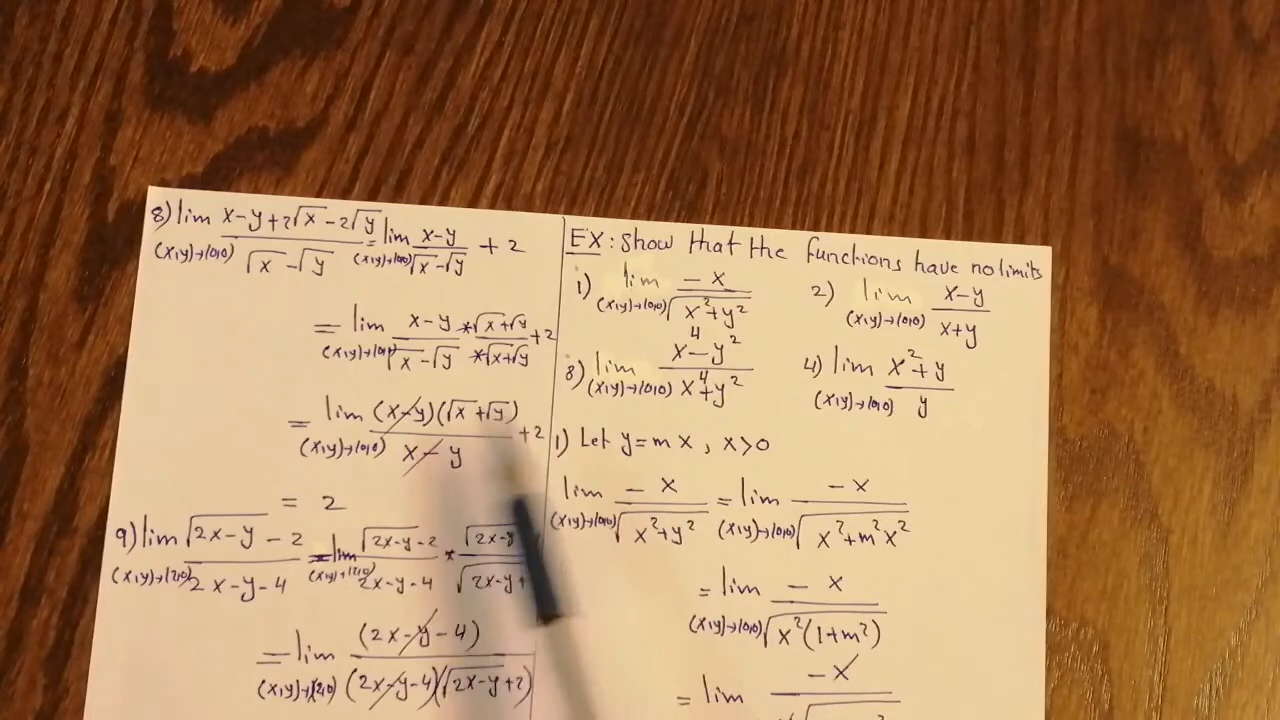 8) lim x-y+2√x-2√y / √x-√y = lim x-y / √x-√y + 2
(x,y)→(0,0) (x,y)→(0,0)
= lim x-y / √x-√y * √x+√y / * √x+√y + 2
(x,y)→(0,0)
= lim (x-y)(√x+√y) / x-y + 2
(x,y)→(0,0)
= 2
9) lim √2x-y - 2 / 2x-y-4 = lim √2x-y - 2 / 2x-y-4 * √2x-y / √2x-y+
(x,y)→(2,0) (x,y)→(2,0)
= lim (2x-y-4) / (2x-y-4)(√2x-y+2)
(x,y)→(2,0)
EX: show that the functions have no limits
1) lim -x / √x²+y² 2) lim x-y / x+y
(x,y)→(0,0) (x,y)→(0,0)
3) lim x⁴-y² / x⁴+y² 4) lim x²+y / y
(x,y)→(0,0) (x,y)→(0,0)
1) Let y=mx, x>0
lim -x / √x²+y² = lim -x / √x²+m²x²
(x,y)→(0,0) (x,y)→(0,0)
= lim -x / √x²(1+m²)
(x,y)→(0,0)
= lim -x